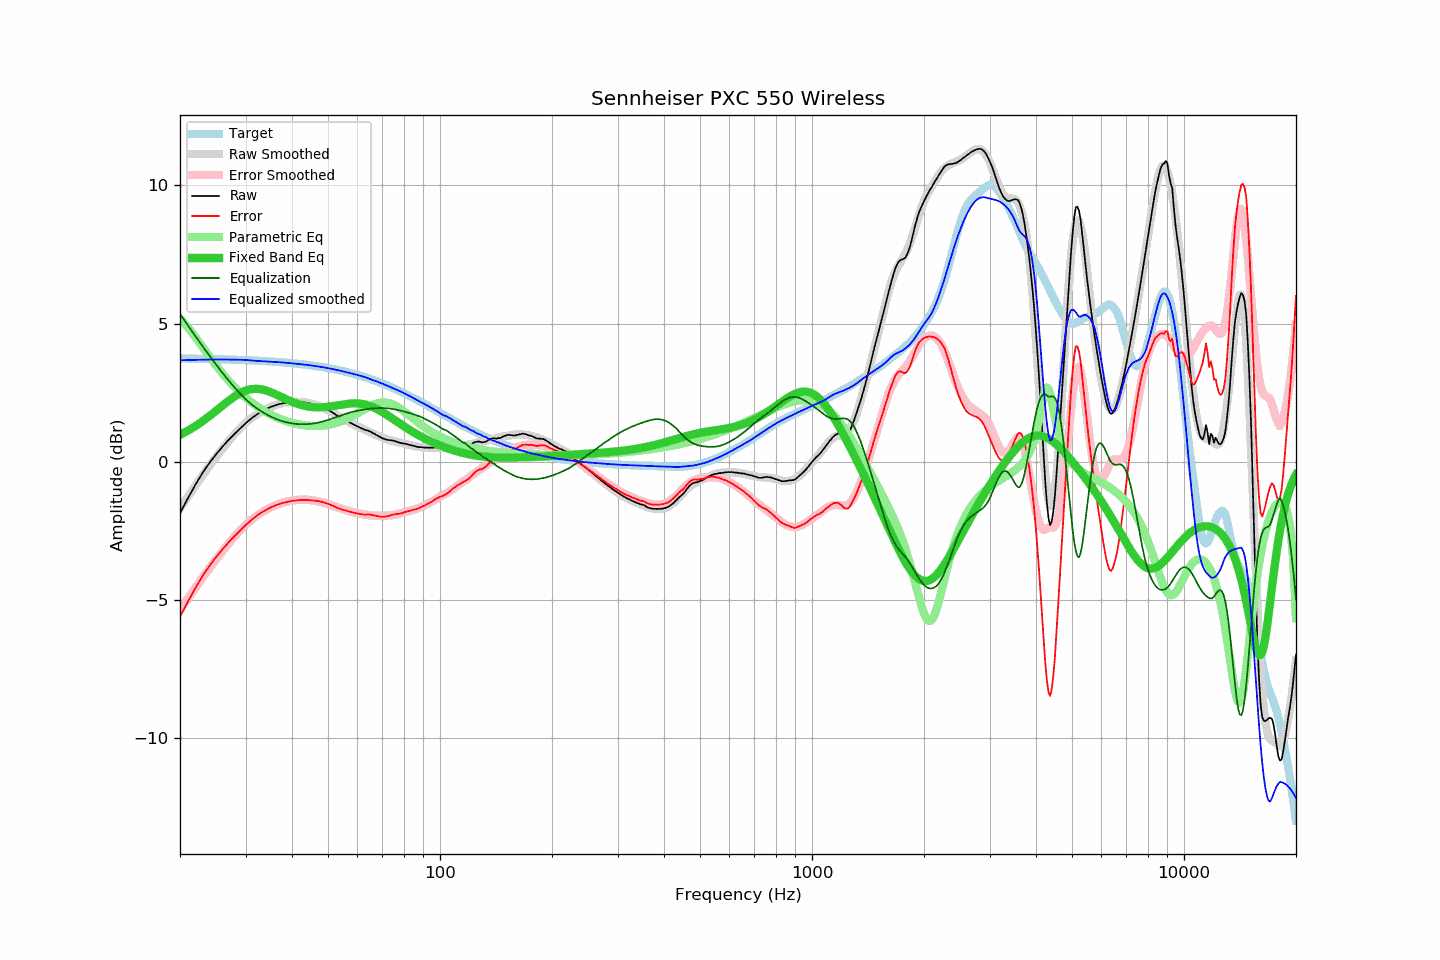 Sennheiser PXC 550 Wireless
Target
Raw Smoothed
Error Smoothed
Raw
Error
Parametric Eq
Fixed Band Eq
Equalization
Equalized smoothed
10
5
0
−5
−10
Amplitude (dBr)
100
1000
10000
Frequency (Hz)